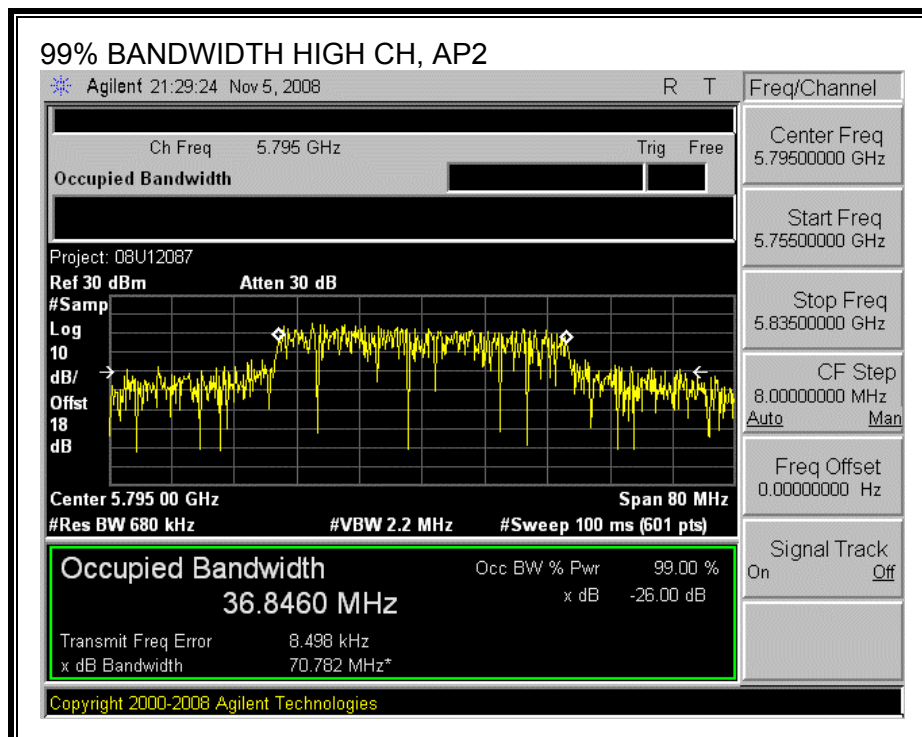 99% BANDWIDTH HIGH CH, AP2
Agilent 21:29:24 Nov 5, 2008 R T
Freq/Channel
Ch Freq 5.795 GHz Trig Free
Occupied Bandwidth
Center Freq
5.79500000 GHz
Start Freq
5.75500000 GHz
Stop Freq
5.83500000 GHz
CF Step
8.00000000 MHz
Auto Man
Freq Offset
0.00000000 Hz
Signal Track
On Off
Project: 08U12087
Ref 30 dBm Atten 30 dB
#Samp
Log
10
dB/
Offst
18
dB
Center 5.795 00 GHz Span 80 MHz
#Res BW 680 kHz #VBW 2.2 MHz #Sweep 100 ms (601 pts)
Occupied Bandwidth Occ BW % Pwr 99.00 %
36.8460 MHz x dB -26.00 dB
Transmit Freq Error 8.498 kHz
x dB Bandwidth 70.782 MHz*
Copyright 2000-2008 Agilent Technologies